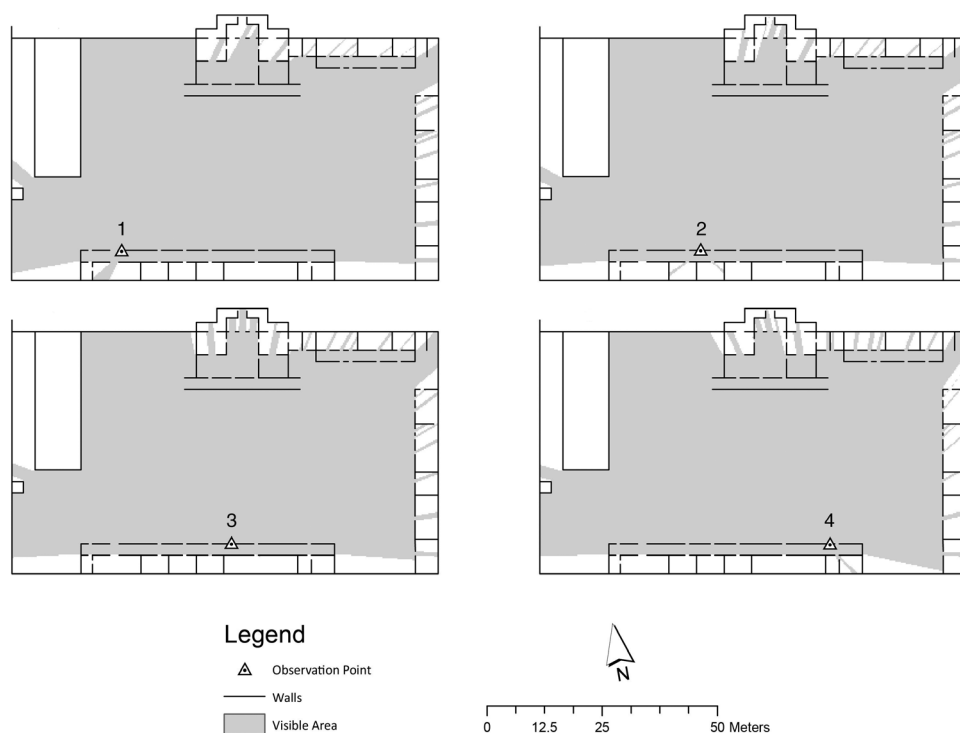 1
2
3
4
Legend
Observation Point
Walls
Visible Area
N
0 12.5 25 50 Meters